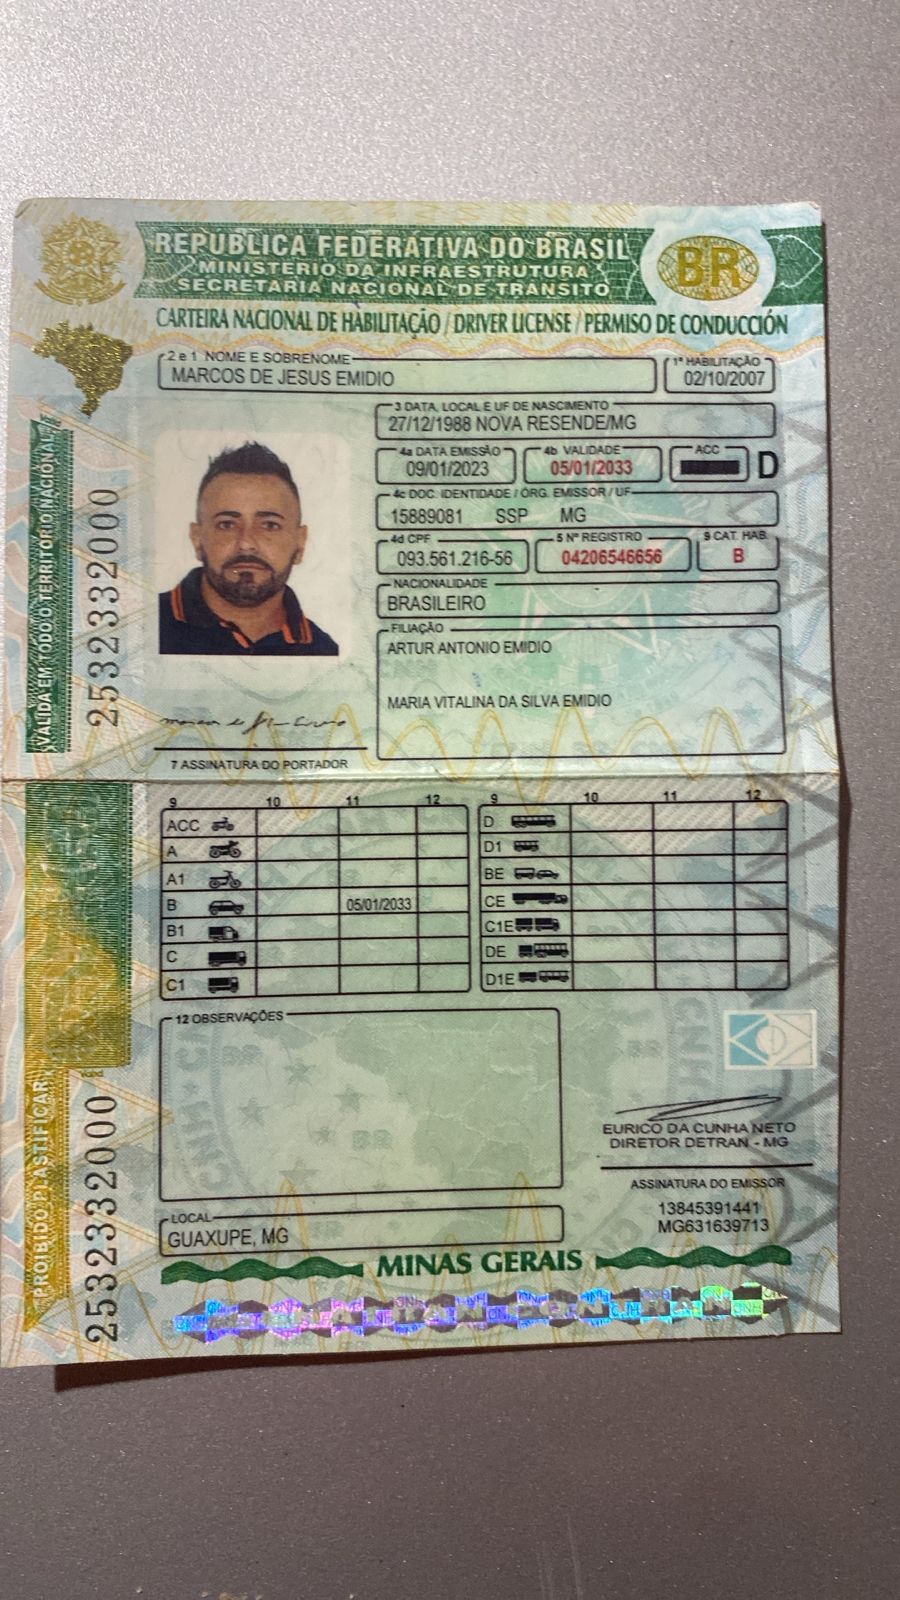 REPÚBLICA FEDERATIVA DO BRASIL
MINISTÉRIO DA INFRAESTRUTURA
SECRETARIA NACIONAL DE TRÂNSITO
BR
CARTEIRA NACIONAL DE HABILITAÇÃO / DRIVER LICENSE / PERMISO DE CONDUCCIÓN
2 e 1 NOME E SOBRENOME
MARCOS DE JESUS EMIDIO
1ª HABILITAÇÃO
02/10/2007
3 DATA, LOCAL E UF DE NASCIMENTO
27/12/1988 NOVA RESENDE/MG
4a DATA EMISSÃO
09/01/2023
4b VALIDADE
05/01/2033
ACC
D
4c DOC. IDENTIDADE / ÓRG. EMISSOR / UF
15889081 SSP MG
4d CPF
093.561.216-56
5 Nº REGISTRO
04206546656
9 CAT. HAB.
B
NACIONALIDADE
BRASILEIRO
FILIAÇÃO
ARTUR ANTONIO EMIDIO
MARIA VITALINA DA SILVA EMIDIO
7 ASSINATURA DO PORTADOR
VÁLIDA EM TODO O TERRITÓRIO NACIONAL
2532332000
9 10 11 12 9 10 11 12
ACC D
A D1
A1 BE
B 05/01/2033 CE
B1 C1E
C DE
C1 D1E
12 OBSERVAÇÕES
EURICO DA CUNHA NETO
DIRETOR DETRAN - MG
ASSINATURA DO EMISSOR
13845391441
MG631639713
LOCAL
GUAXUPE, MG
MINAS GERAIS
PROIBIDO PLASTIFICAR
2532332000